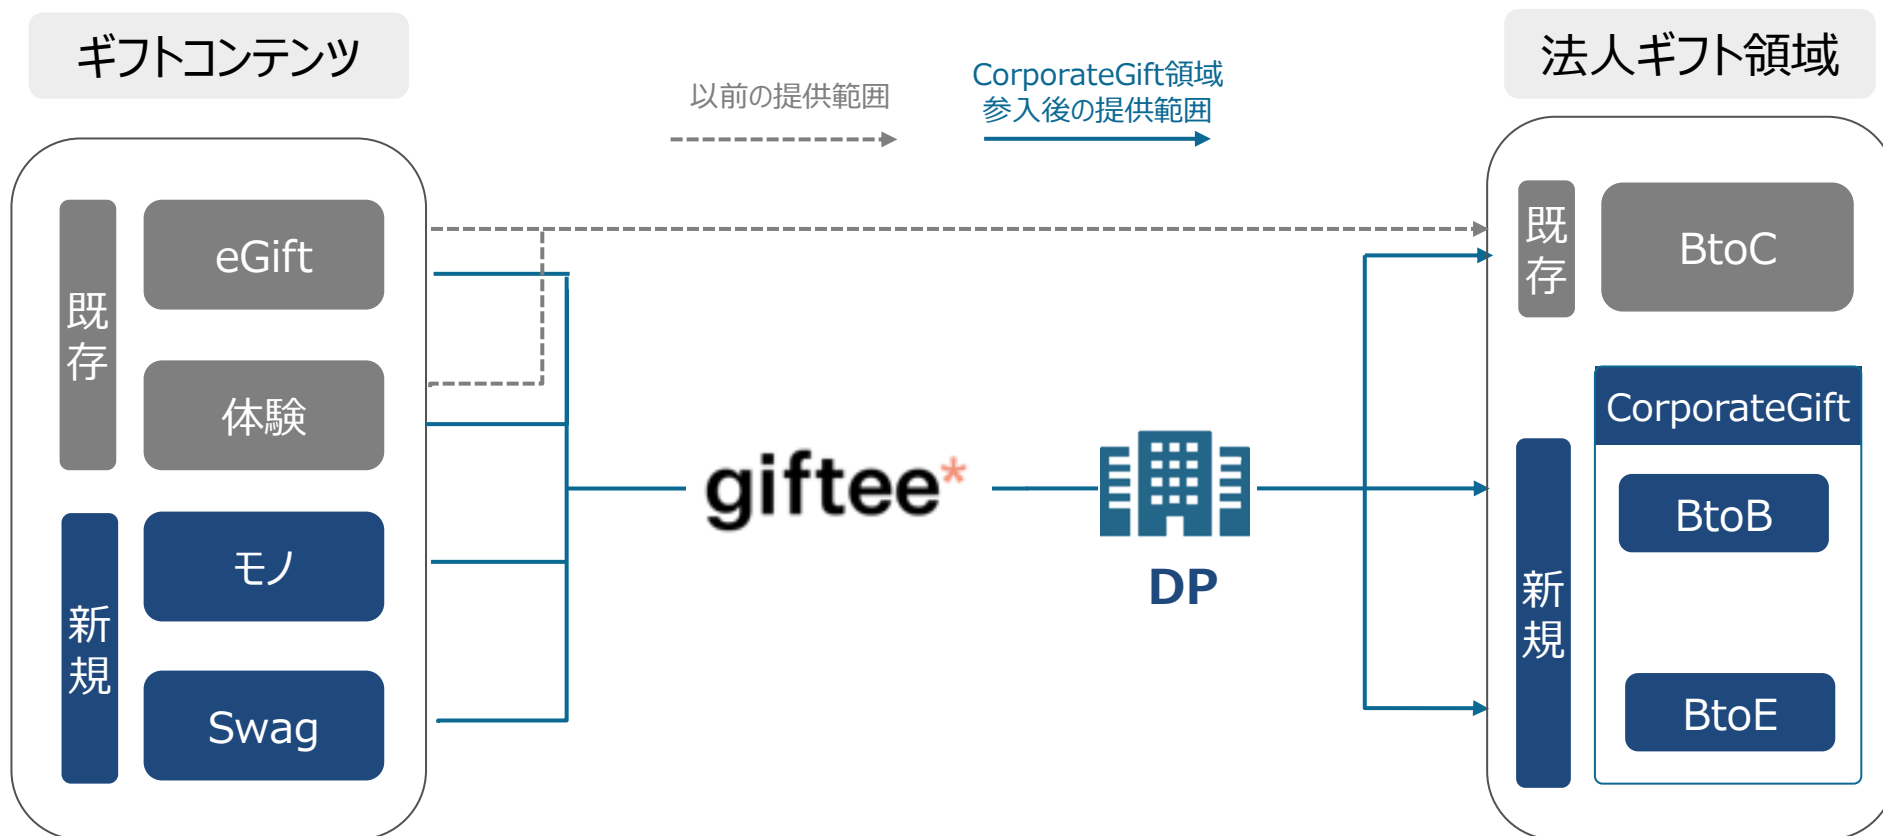 ギフトコンテンツ
以前の提供範囲
CorporateGift領域
参入後の提供範囲
法人ギフト領域
既存
eGift
体験
新規
モノ
Swag
giftee*
DP
既存
BtoC
新規
CorporateGift
BtoB
BtoE